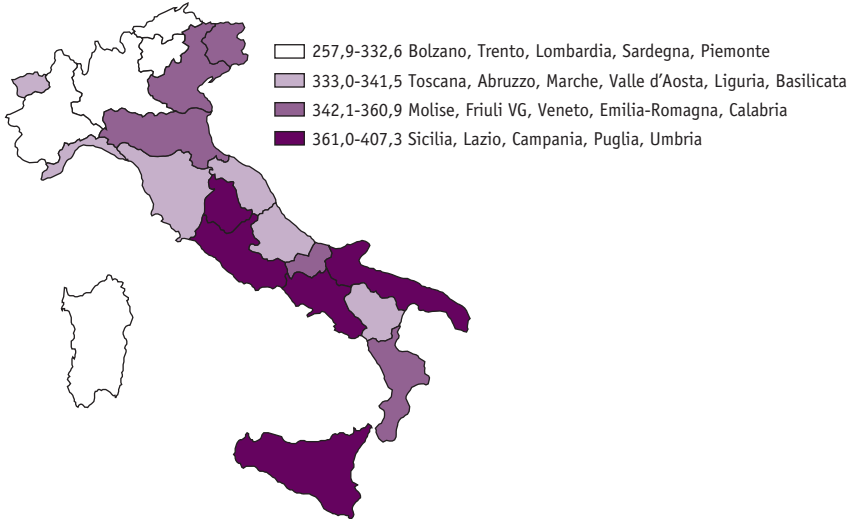 257,9-332,6 Bolzano, Trento, Lombardia, Sardegna, Piemonte
333,0-341,5 Toscana, Abruzzo, Marche, Valle d’Aosta, Liguria, Basilicata
342,1-360,9 Molise, Friuli VG, Veneto, Emilia-Romagna, Calabria
361,0-407,3 Sicilia, Lazio, Campania, Puglia, Umbria